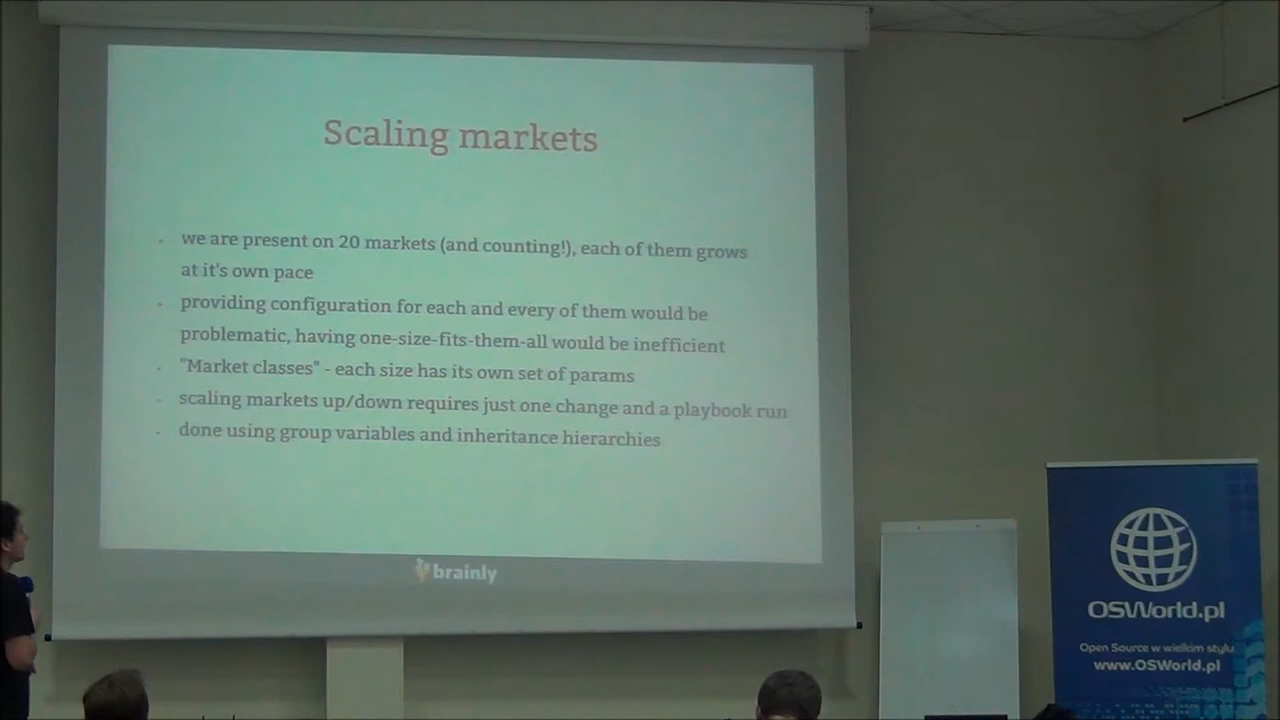 Scaling markets
we are present on 20 markets (and counting!), each of them grows
at it's own pace
providing configuration for each and every of them would be
problematic, having one-size-fits-them-all would be inefficient
"Market classes" - each size has its own set of params
scaling markets up/down requires just one change and a playbook run
done using group variables and inheritance hierarchies
brainly
OSWorld.pl
Open Source w wielkim stylu
www.OSWorld.pl